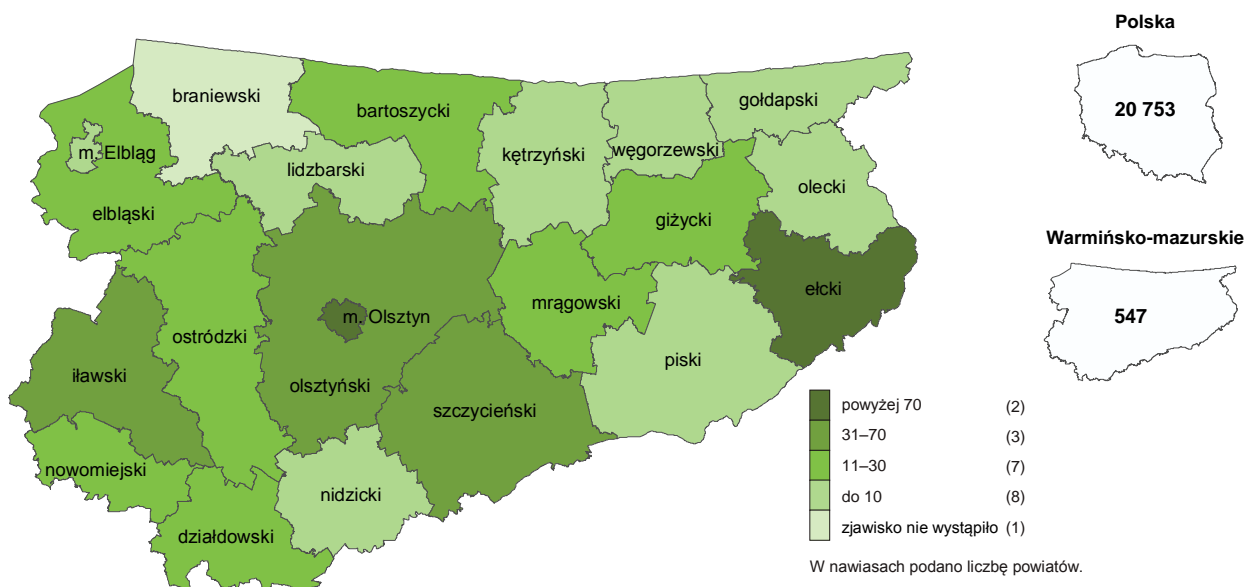 Polska
20 753
braniewski
bartoszycki
gołdapski
m. Elbląg
kętrzyński
węgorzewski
lidzbarski
olecki
elbląski
giżycki
Warmińsko-mazurskie
547
ełcki
mrągowski
m. Olsztyn
ostródzki
piski
iławski
olsztyński
szczycieński
nowomiejski
nidzicki
działdowski
powyżej 70 (2)
31–70 (3)
11–30 (7)
do 10 (8)
zjawisko nie wystąpiło (1)
W nawiasach podano liczbę powiatów.